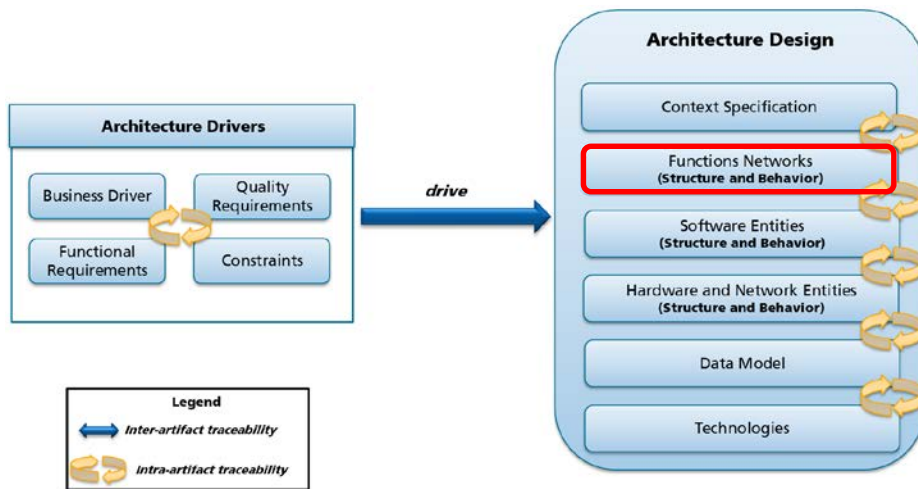 Architecture Drivers
Business Driver
Quality
Requirements
Functional
Requirements
Constraints
drive
Architecture Design
Context Specification
Functions Networks
(Structure and Behavior)
Software Entities
(Structure and Behavior)
Hardware and Network Entities
(Structure and Behavior)
Data Model
Technologies
Legend
Inter-artifact traceability
Intra-artifact traceability